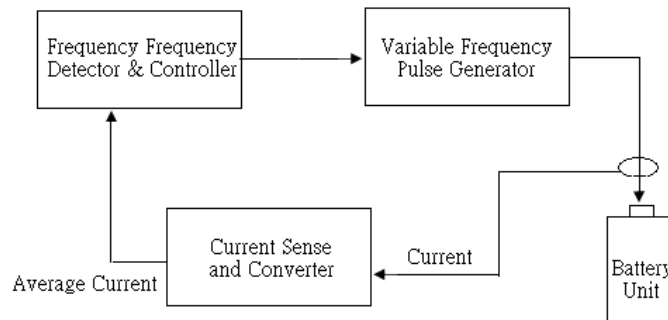 Frequency Frequency
Detector & Controller
Variable Frequency
Pulse Generator
Current Sense
and Converter
Current
Average Current
Battery
Unit